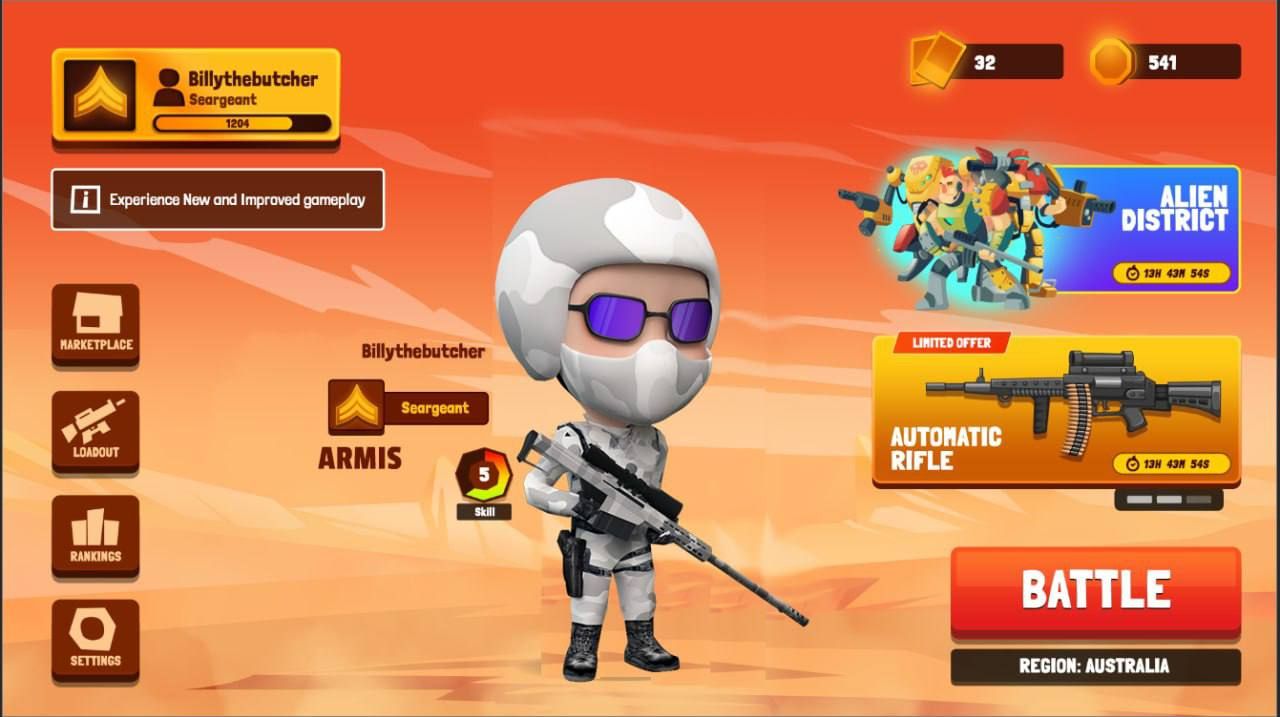 Billythebutcher
Seargeant
1204
32
541
i Experience New and Improved gameplay
ALIEN
DISTRICT
13H 43M 54S
MARKETPLACE
LOADOUT
RANKINGS
SETTINGS
Billythebutcher
Seargeant
ARMIS
5
Skill
LIMITED OFFER
AUTOMATIC
RIFLE
13H 43M 54S
BATTLE
REGION: AUSTRALIA